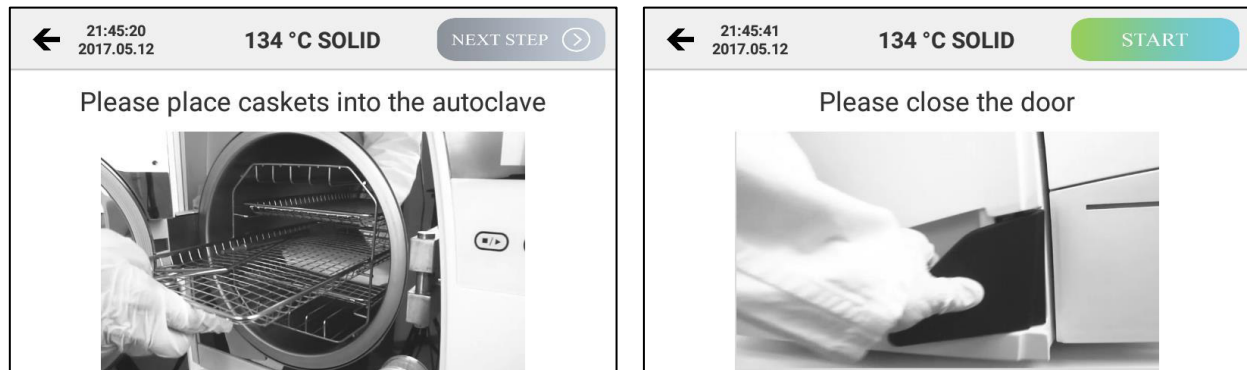 21:45:20
2017.05.12
134 °C SOLID
NEXT STEP
Please place caskets into the autoclave
21:45:41
2017.05.12
134 °C SOLID
START
Please close the door